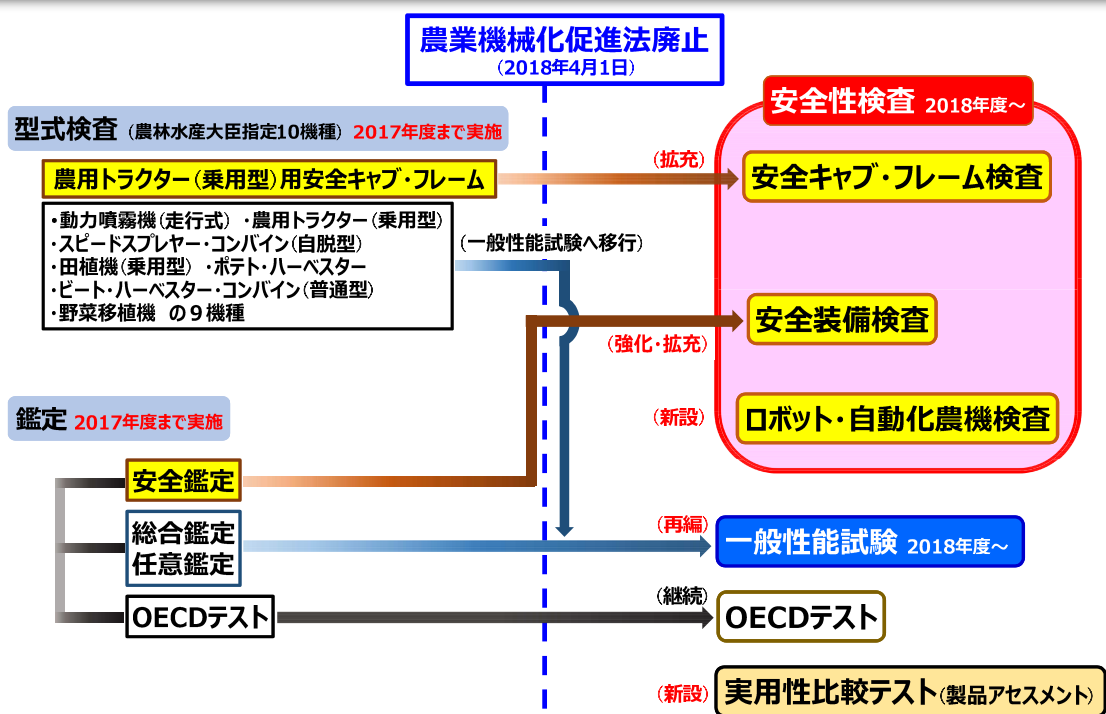 農業機械化促進法廃止
(2018年4月1日)
安全性検査 2018年度～
型式検査 (農林水産大臣指定10機種) 2017年度まで実施
農用トラクター(乗用型)用安全キャブ・フレーム
(拡充)
安全キャブ・フレーム検査
・動力噴霧機(走行式) ・農用トラクター(乗用型)
・スピードスプレヤー・コンバイン(自脱型)
・田植機(乗用型) ・ポテト・ハーベスター
・ビート・ハーベスター・コンバイン(普通型)
・野菜移植機 の9機種
(一般性能試験へ移行)
安全装備検査
(強化・拡充)
鑑定 2017年度まで実施
(新設)
ロボット・自動化農機検査
安全鑑定
総合鑑定
任意鑑定
(再編)
一般性能試験 2018年度～
OECDテスト
(継続)
OECDテスト
(新設)
実用性比較テスト(製品アセスメント)